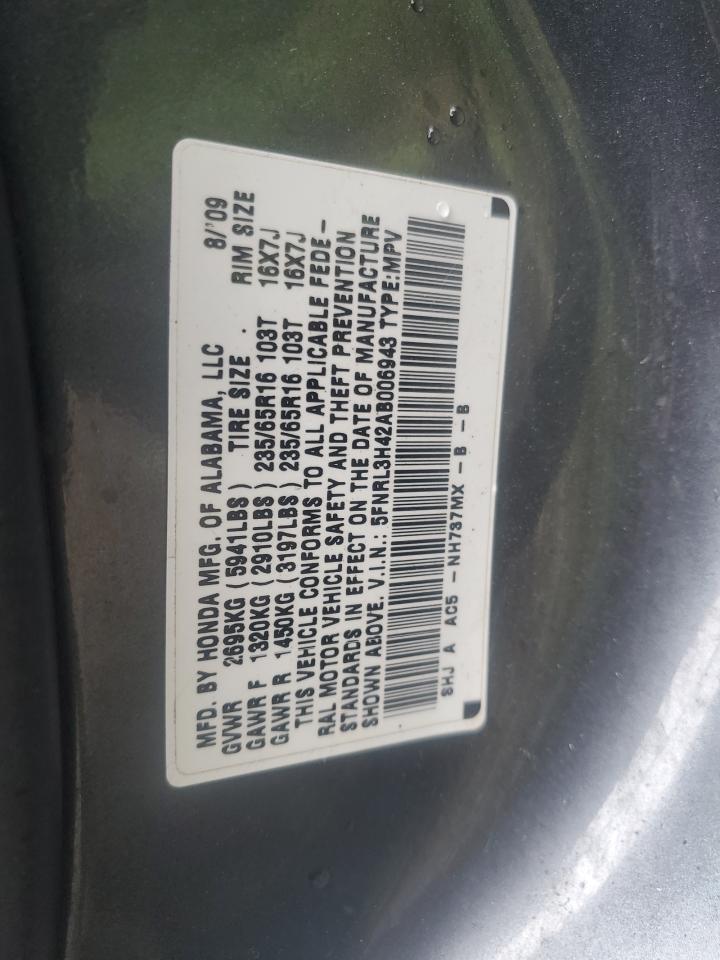 MFD. BY HONDA MFG. OF ALABAMA, LLC 8/'09
GVWR 2695KG (5941LBS) TIRE SIZE RIM SIZE
GAWR F 1320KG (2910LBS) 235/65R16 103T 16X7J
GAWR R 1450KG (3197LBS) 235/65R16 103T 16X7J
THIS VEHICLE CONFORMS TO ALL APPLICABLE FEDE-
RAL MOTOR VEHICLE SAFETY AND THEFT PREVENTION
STANDARDS IN EFFECT ON THE DATE OF MANUFACTURE
SHOWN ABOVE. V.I.N.: 5FNRL3H42AB006943 TYPE:MPV
SHJ A AC5 -NH737MX -B -B